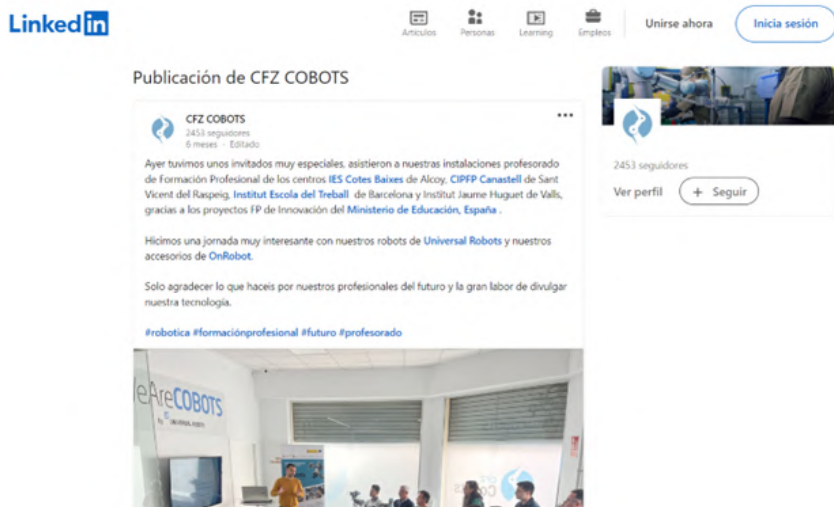 Linked in
Artículos
Personas
Learning
Empleos
Unirse ahora
Inicia sesión
Publicación de CFZ COBOTS
CFZ COBOTS
2453 seguidores
6 meses · Editado
Ayer tuvimos unos invitados muy especiales, asistieron a nuestras instalaciones profesorado
de Formación Profesional de los centros IES Cotes Baixes de Alcoy, CIPFP Canastell de Sant
Vicent del Raspeig, Institut Escola del Treball de Barcelona y Institut Jaume Huguet de Valls,
gracias a los proyectos FP de Innovación del Ministerio de Educación, España .
Hicimos una jornada muy interesante con nuestros robots de Universal Robots y nuestros
accesorios de OnRobot.
Solo agradecer lo que haceis por nuestros profesionales del futuro y la gran labor de divulgar
nuestra tecnología.
#robotica #formaciónprofesional #futuro #profesorado
eAreCOBOTS
UNIVERSAL ROBOTS
2453 seguidores
Ver perfil
+ Seguir